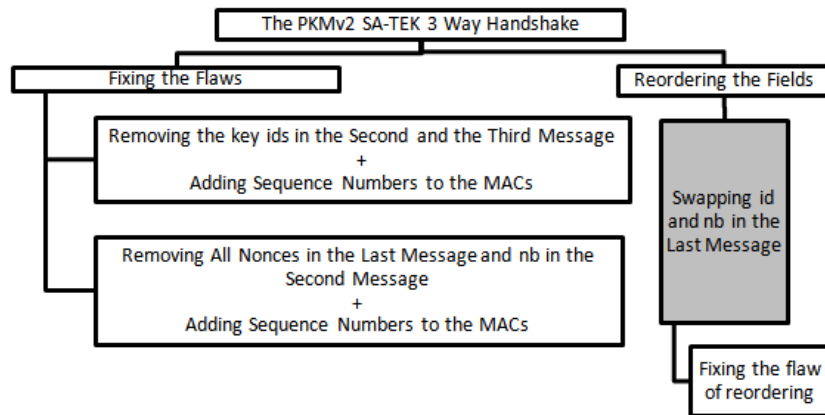 The PKMv2 SA-TEK 3 Way Handshake
Fixing the Flaws
Reordering the Fields
Removing the key ids in the Second and the Third Message
+
Adding Sequence Numbers to the MACs
Swapping id
and nb in the
Last Message
Removing All Nonces in the Last Message and nb in the
Second Message
+
Adding Sequence Numbers to the MACs
Fixing the flaw
of reordering